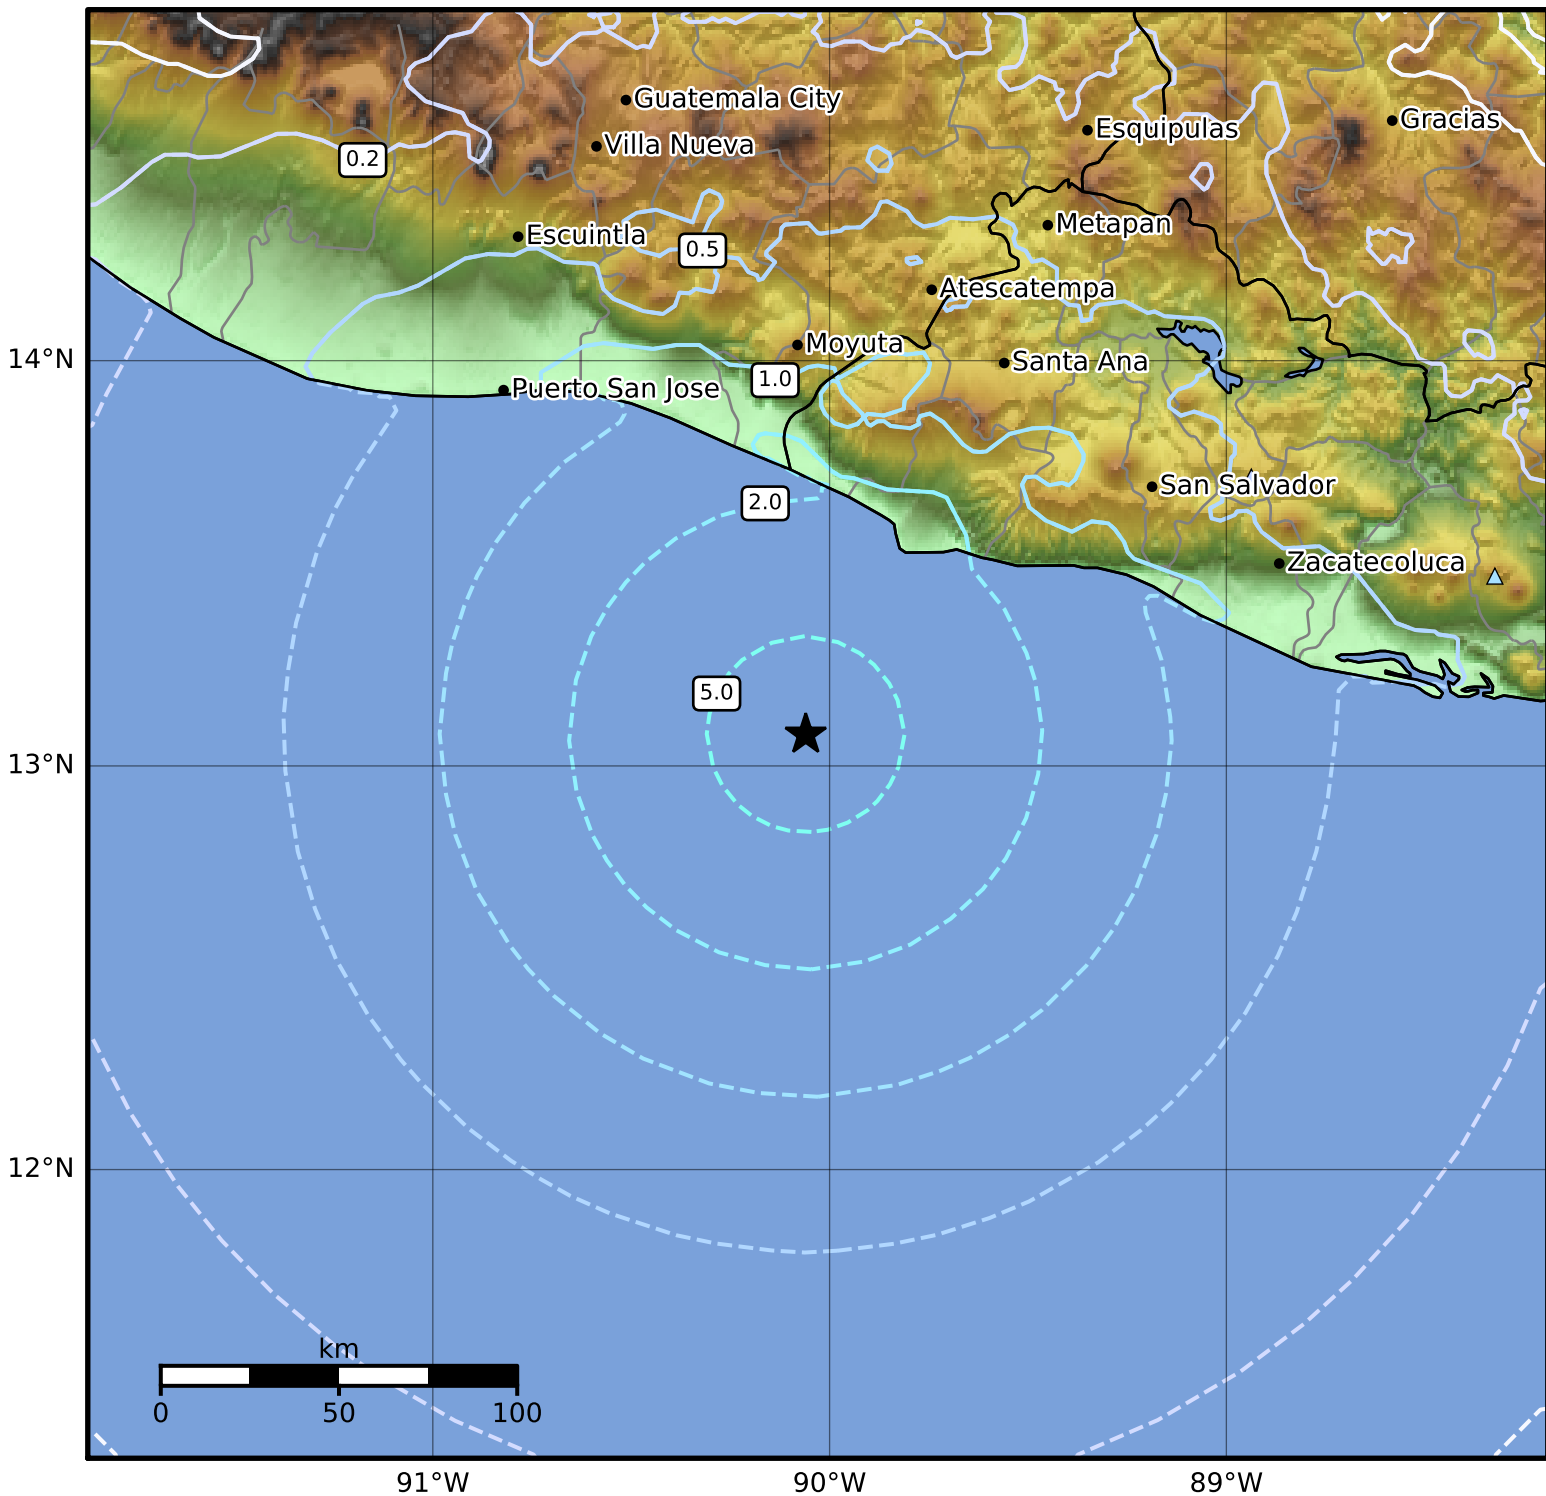 Guatemala City
Gracias
Esquipulas
Villa Nueva
0.2
Metapan
Escuintla
0.5
Atescatempa
Moyuta
14°N
Santa Ana
1.0
Puerto San Jose
San Salvador
2.0
Zacatecoluca
5.0
13°N
12°N
km
0 50 100
91°W 90°W 89°W